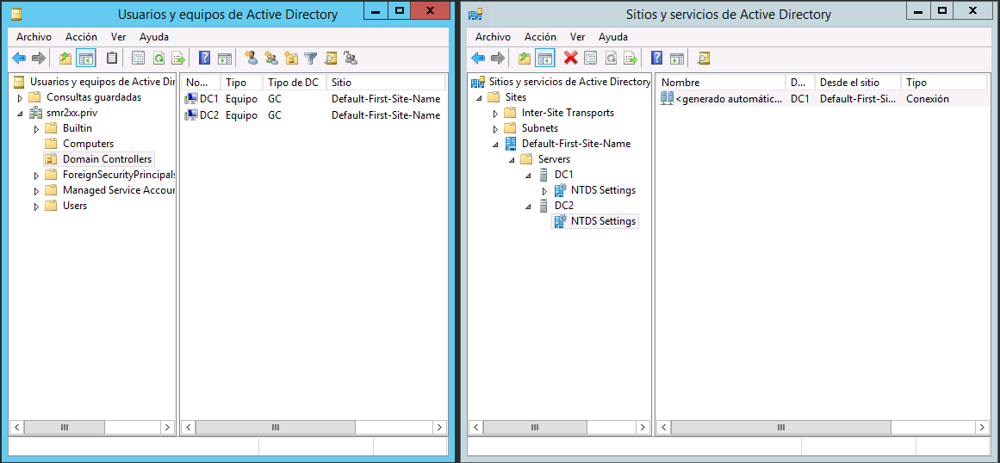 Usuarios y equipos de Active Directory
Archivo Acción Ver Ayuda
Usuarios y equipos de Active Dir
Consultas guardadas
smr2xx.priv
Builtin
Computers
Domain Controllers
ForeignSecurityPrincipals
Managed Service Accour
Users
No... Tipo Tipo de DC Sitio
DC1 Equipo GC Default-First-Site-Name
DC2 Equipo GC Default-First-Site-Name
Sitios y servicios de Active Directory
Archivo Acción Ver Ayuda
Sitios y servicios de Active Directory
Sites
Inter-Site Transports
Subnets
Default-First-Site-Name
Servers
DC1
NTDS Settings
DC2
NTDS Settings
Nombre D... Desde el sitio Tipo
<generado automátic... DC1 Default-First-Si... Conexión